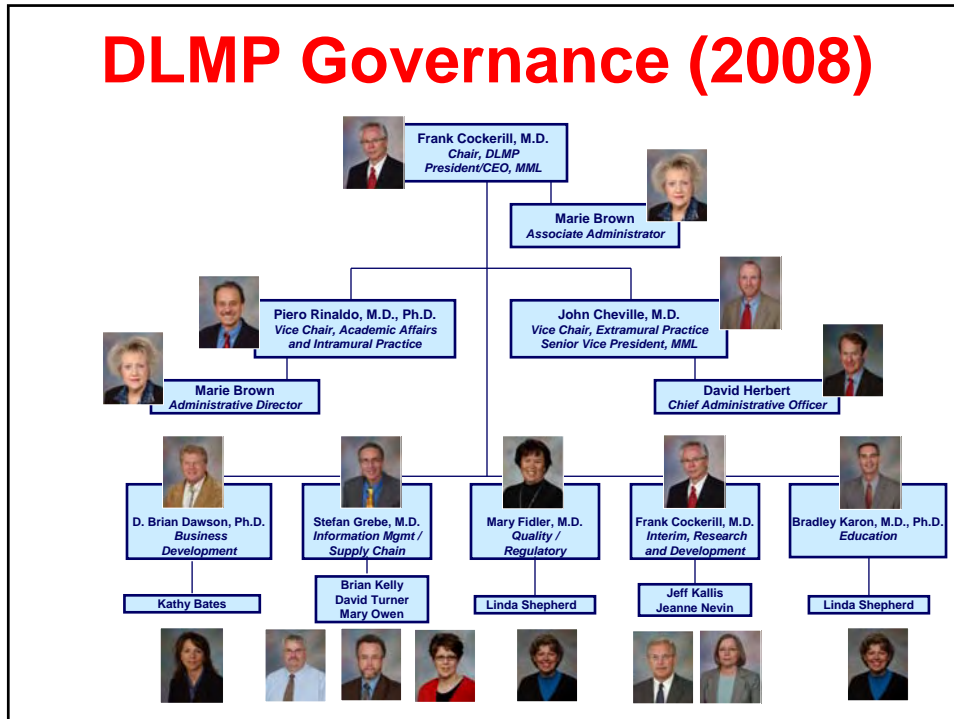 DLMP Governance (2008)
Frank Cockerill, M.D.
Chair, DLMP
President/CEO, MML
Marie Brown
Associate Administrator
Piero Rinaldo, M.D., Ph.D.
Vice Chair, Academic Affairs
and Intramural Practice
John Cheville, M.D.
Vice Chair, Extramural Practice
Senior Vice President, MML
Marie Brown
Administrative Director
David Herbert
Chief Administrative Officer
D. Brian Dawson, Ph.D.
Business
Development
Stefan Grebe, M.D.
Information Mgmt /
Supply Chain
Mary Fidler, M.D.
Quality /
Regulatory
Frank Cockerill, M.D.
Interim, Research
and Development
Bradley Karon, M.D., Ph.D.
Education
Kathy Bates
Brian Kelly
David Turner
Mary Owen
Linda Shepherd
Jeff Kallis
Jeanne Nevin
Linda Shepherd